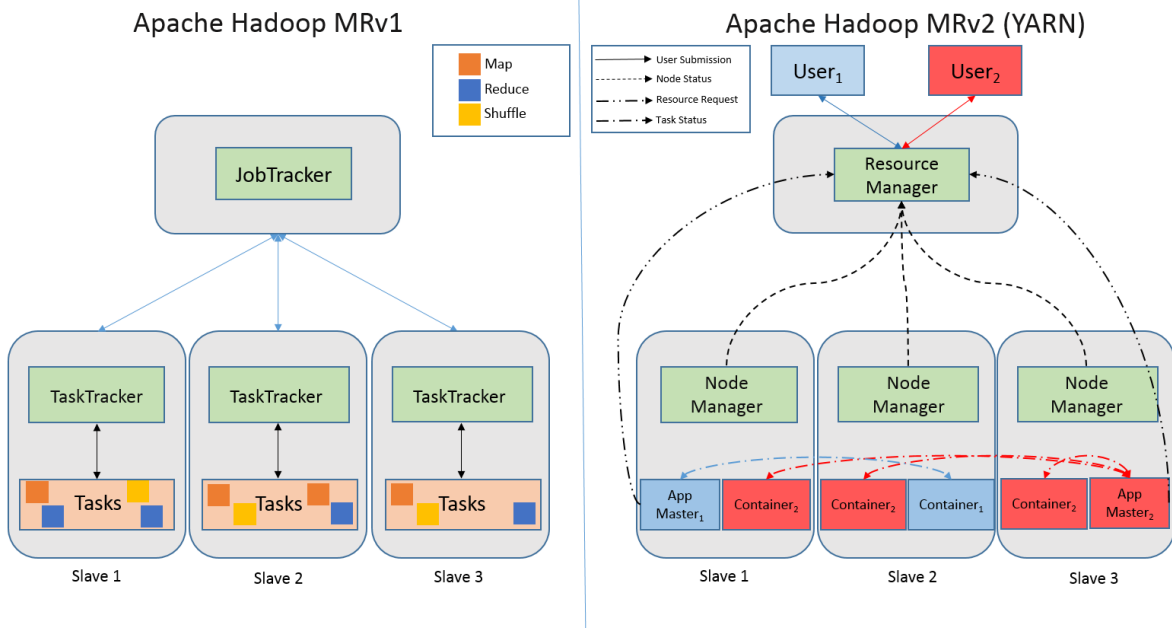 Apache Hadoop MRv1
Map
Reduce
Shuffle
JobTracker
TaskTracker
TaskTracker
TaskTracker
Tasks
Tasks
Tasks
Slave 1
Slave 2
Slave 3
Apache Hadoop MRv2 (YARN)
User Submission
Node Status
Resource Request
Task Status
User₁
User₂
Resource
Manager
Node
Manager
Node
Manager
Node
Manager
App
Master₁
Container₂
Container₂
Container₁
Container₂
App
Master₂
Slave 1
Slave 2
Slave 3